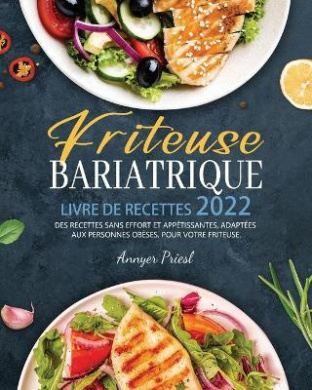 Friteuse
BARIATRIQUE
LIVRE DE RECETTES 2022
DES RECETTES SANS EFFORT ET APPÉTISSANTES, ADAPTÉES
AUX PERSONNES OBÈSES, POUR VOTRE FRITEUSE.
Annyer Priesl